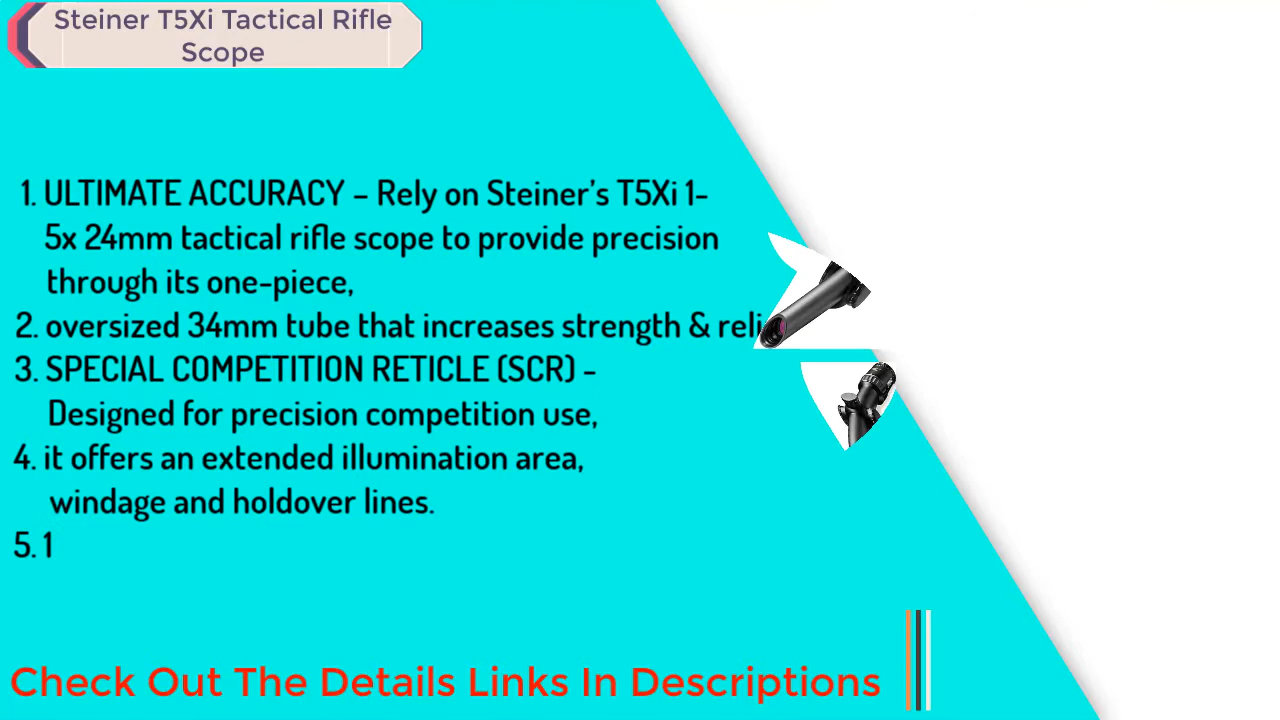 Steiner T5Xi Tactical Rifle
Scope
1. ULTIMATE ACCURACY – Rely on Steiner’s T5Xi 1-
5x 24mm tactical rifle scope to provide precision
through its one-piece,
2. oversized 34mm tube that increases strength & reli
3. SPECIAL COMPETITION RETICLE (SCR) –
Designed for precision competition use,
4. it offers an extended illumination area,
windage and holdover lines.
5. 1
Check Out The Details Links In Descriptions